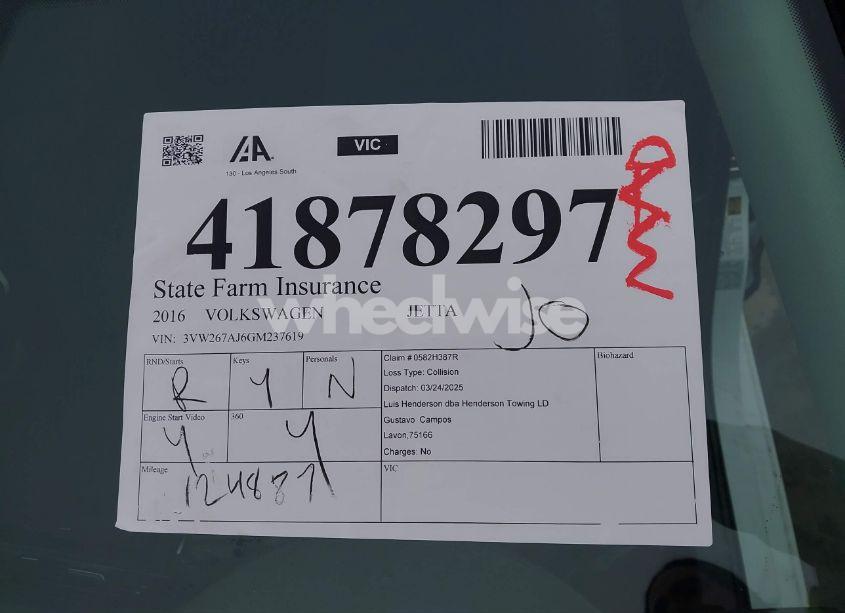 IAA
VIC
130 - Los Angeles South
41878297
State Farm Insurance
wheelwise
2016 VOLKSWAGEN JETTA
JO
VIN: 3VW267AJ6GM237619
RND/Starts
R
Keys
Y
Personals
N
Claim # 0582H387R
Loss Type: Collision
Dispatch: 03/24/2025
Luis Henderson dba Henderson Towing LD
Gustavo Campos
Lavon,75166
Charges: No
Biohazard
Engine Start Video
Y
360
Y
Mileage
124871
VIC